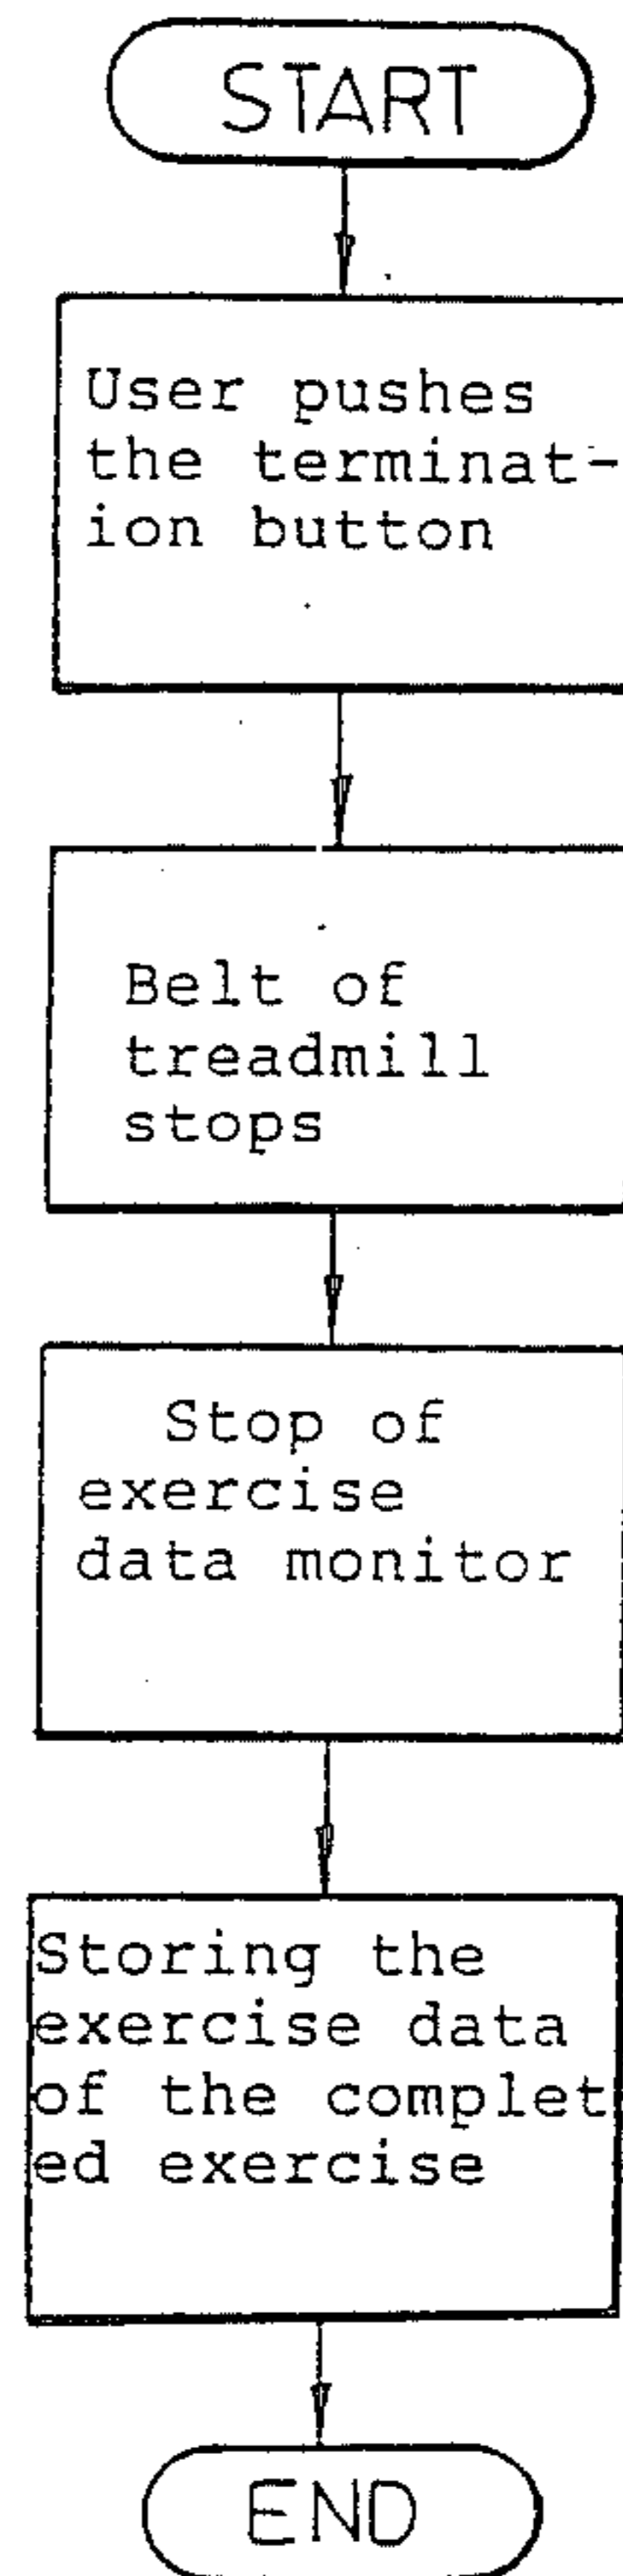 START
User pushes
the terminat-
ion button
Belt of
treadmill
stops
Stop of
exercise
data monitor
Storing the
exercise data
of the complet
ed exercise
END